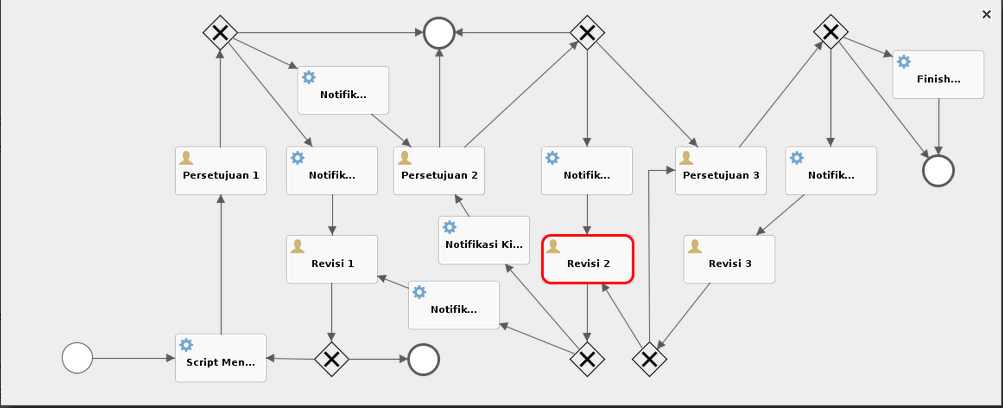 ×
Finish...
Notifik...
Persetujuan 1
Notifik...
Persetujuan 2
Notifik...
Persetujuan 3
Notifik...
Notifikasi Ki...
Revisi 1
Revisi 2
Revisi 3
Notifik...
Script Men...